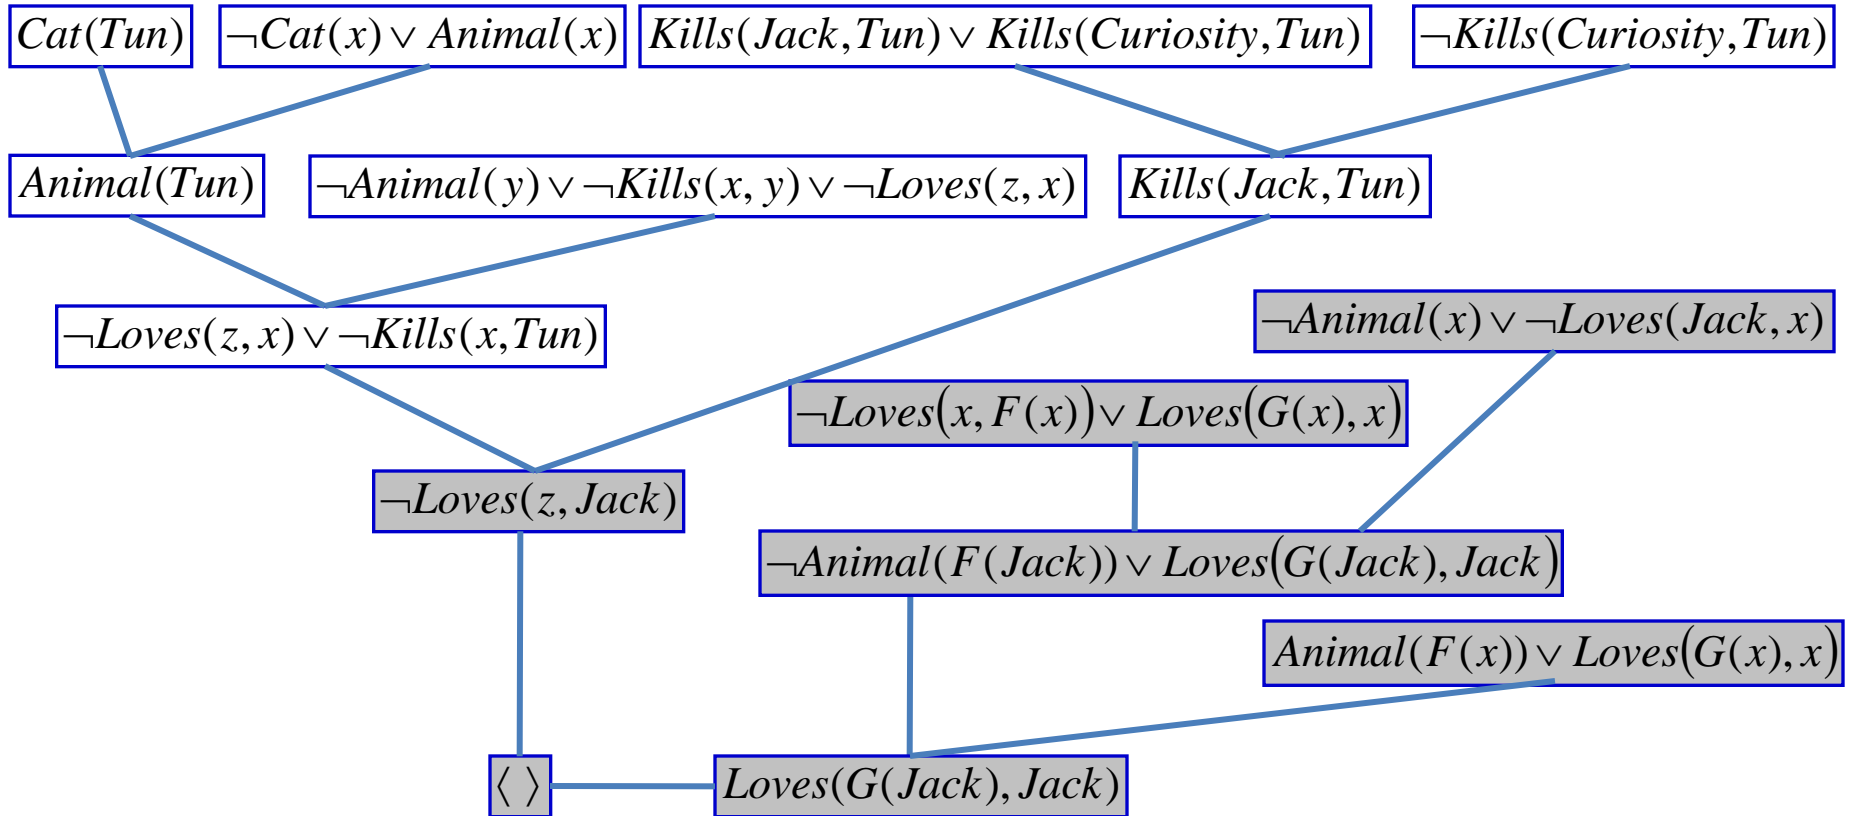 Cat(Tun)
¬Cat(x)∨ Animal(x)
Kills(Jack,Tun)∨ Kills(Curiosity,Tun)
¬Kills(Curiosity,Tun)
Animal(Tun)
¬Animal(y)∨ ¬Kills(x, y)∨ ¬Loves(z, x)
Kills(Jack,Tun)
¬Loves(z, x)∨ ¬Kills(x,Tun)
¬Animal(x)∨ ¬Loves(Jack, x)
¬Loves(x, F(x))∨ Loves(G(x), x)
¬Loves(z, Jack)
¬Animal(F(Jack))∨ Loves(G(Jack), Jack)
Animal(F(x))∨ Loves(G(x), x)
⟨ ⟩
Loves(G(Jack), Jack)